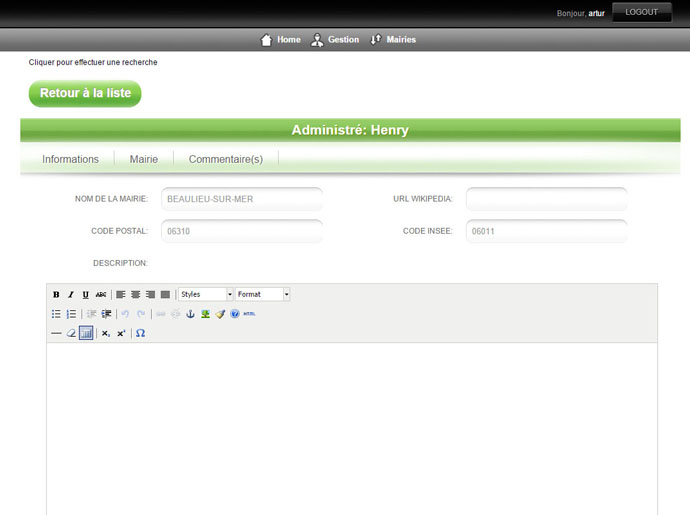 Bonjour, artur LOGOUT
Home Gestion Mairies
Cliquer pour effectuer une recherche
Retour à la liste
Administré: Henry
Informations Mairie Commentaire(s)
NOM DE LA MAIRIE: BEAULIEU-SUR-MER URL WIKIPEDIA:
CODE POSTAL: 06310 CODE INSEE: 06011
DESCRIPTION:
B I U ABC Styles Format
HTML
x₂ x² Ω